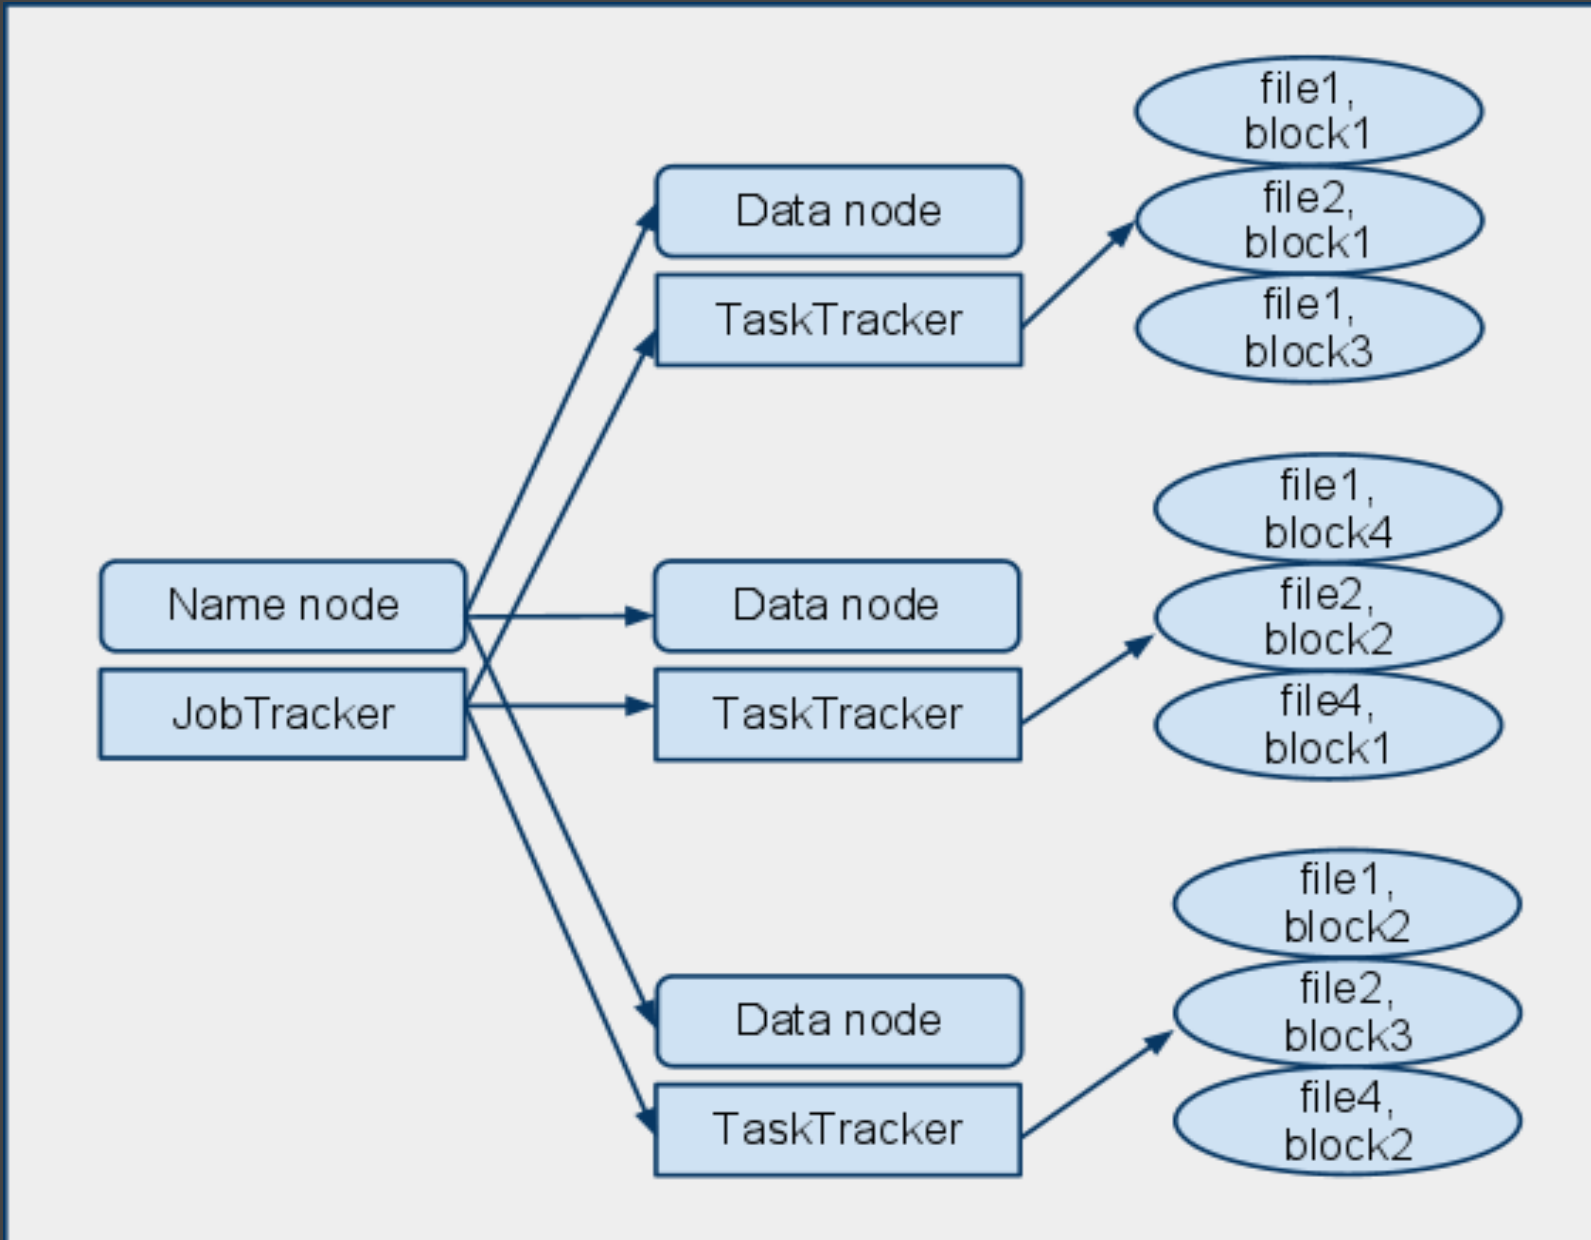 file1,
block1
Data node
file2,
block1
TaskTracker
file1,
block3
file1,
block4
Name node
Data node
file2,
block2
JobTracker
TaskTracker
file4,
block1
file1,
block2
Data node
file2,
block3
TaskTracker
file4,
block2